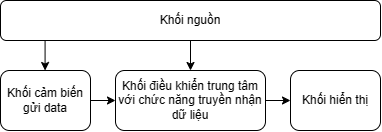 Khối nguồn
Khối cảm biến
gửi data
Khối điều khiển trung tâm
với chức năng truyền nhận
dữ liệu
Khối hiển thị